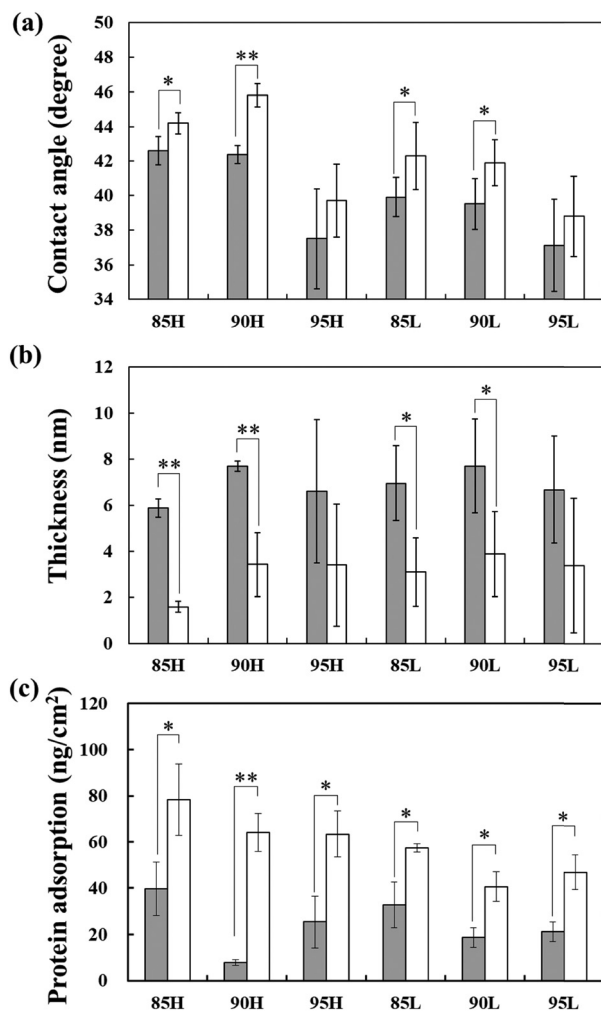 (a)
Contact angle (degree)
50
48
46
44
42
40
38
36
34
* ** * *
85H 90H 95H 85L 90L 95L
(b)
Thickness (nm)
12
10
8
6
4
2
0
** ** * *
85H 90H 95H 85L 90L 95L
(c)
Protein adsorption (ng/cm²)
120
100
80
60
40
20
0
* ** * * * *
85H 90H 95H 85L 90L 95L